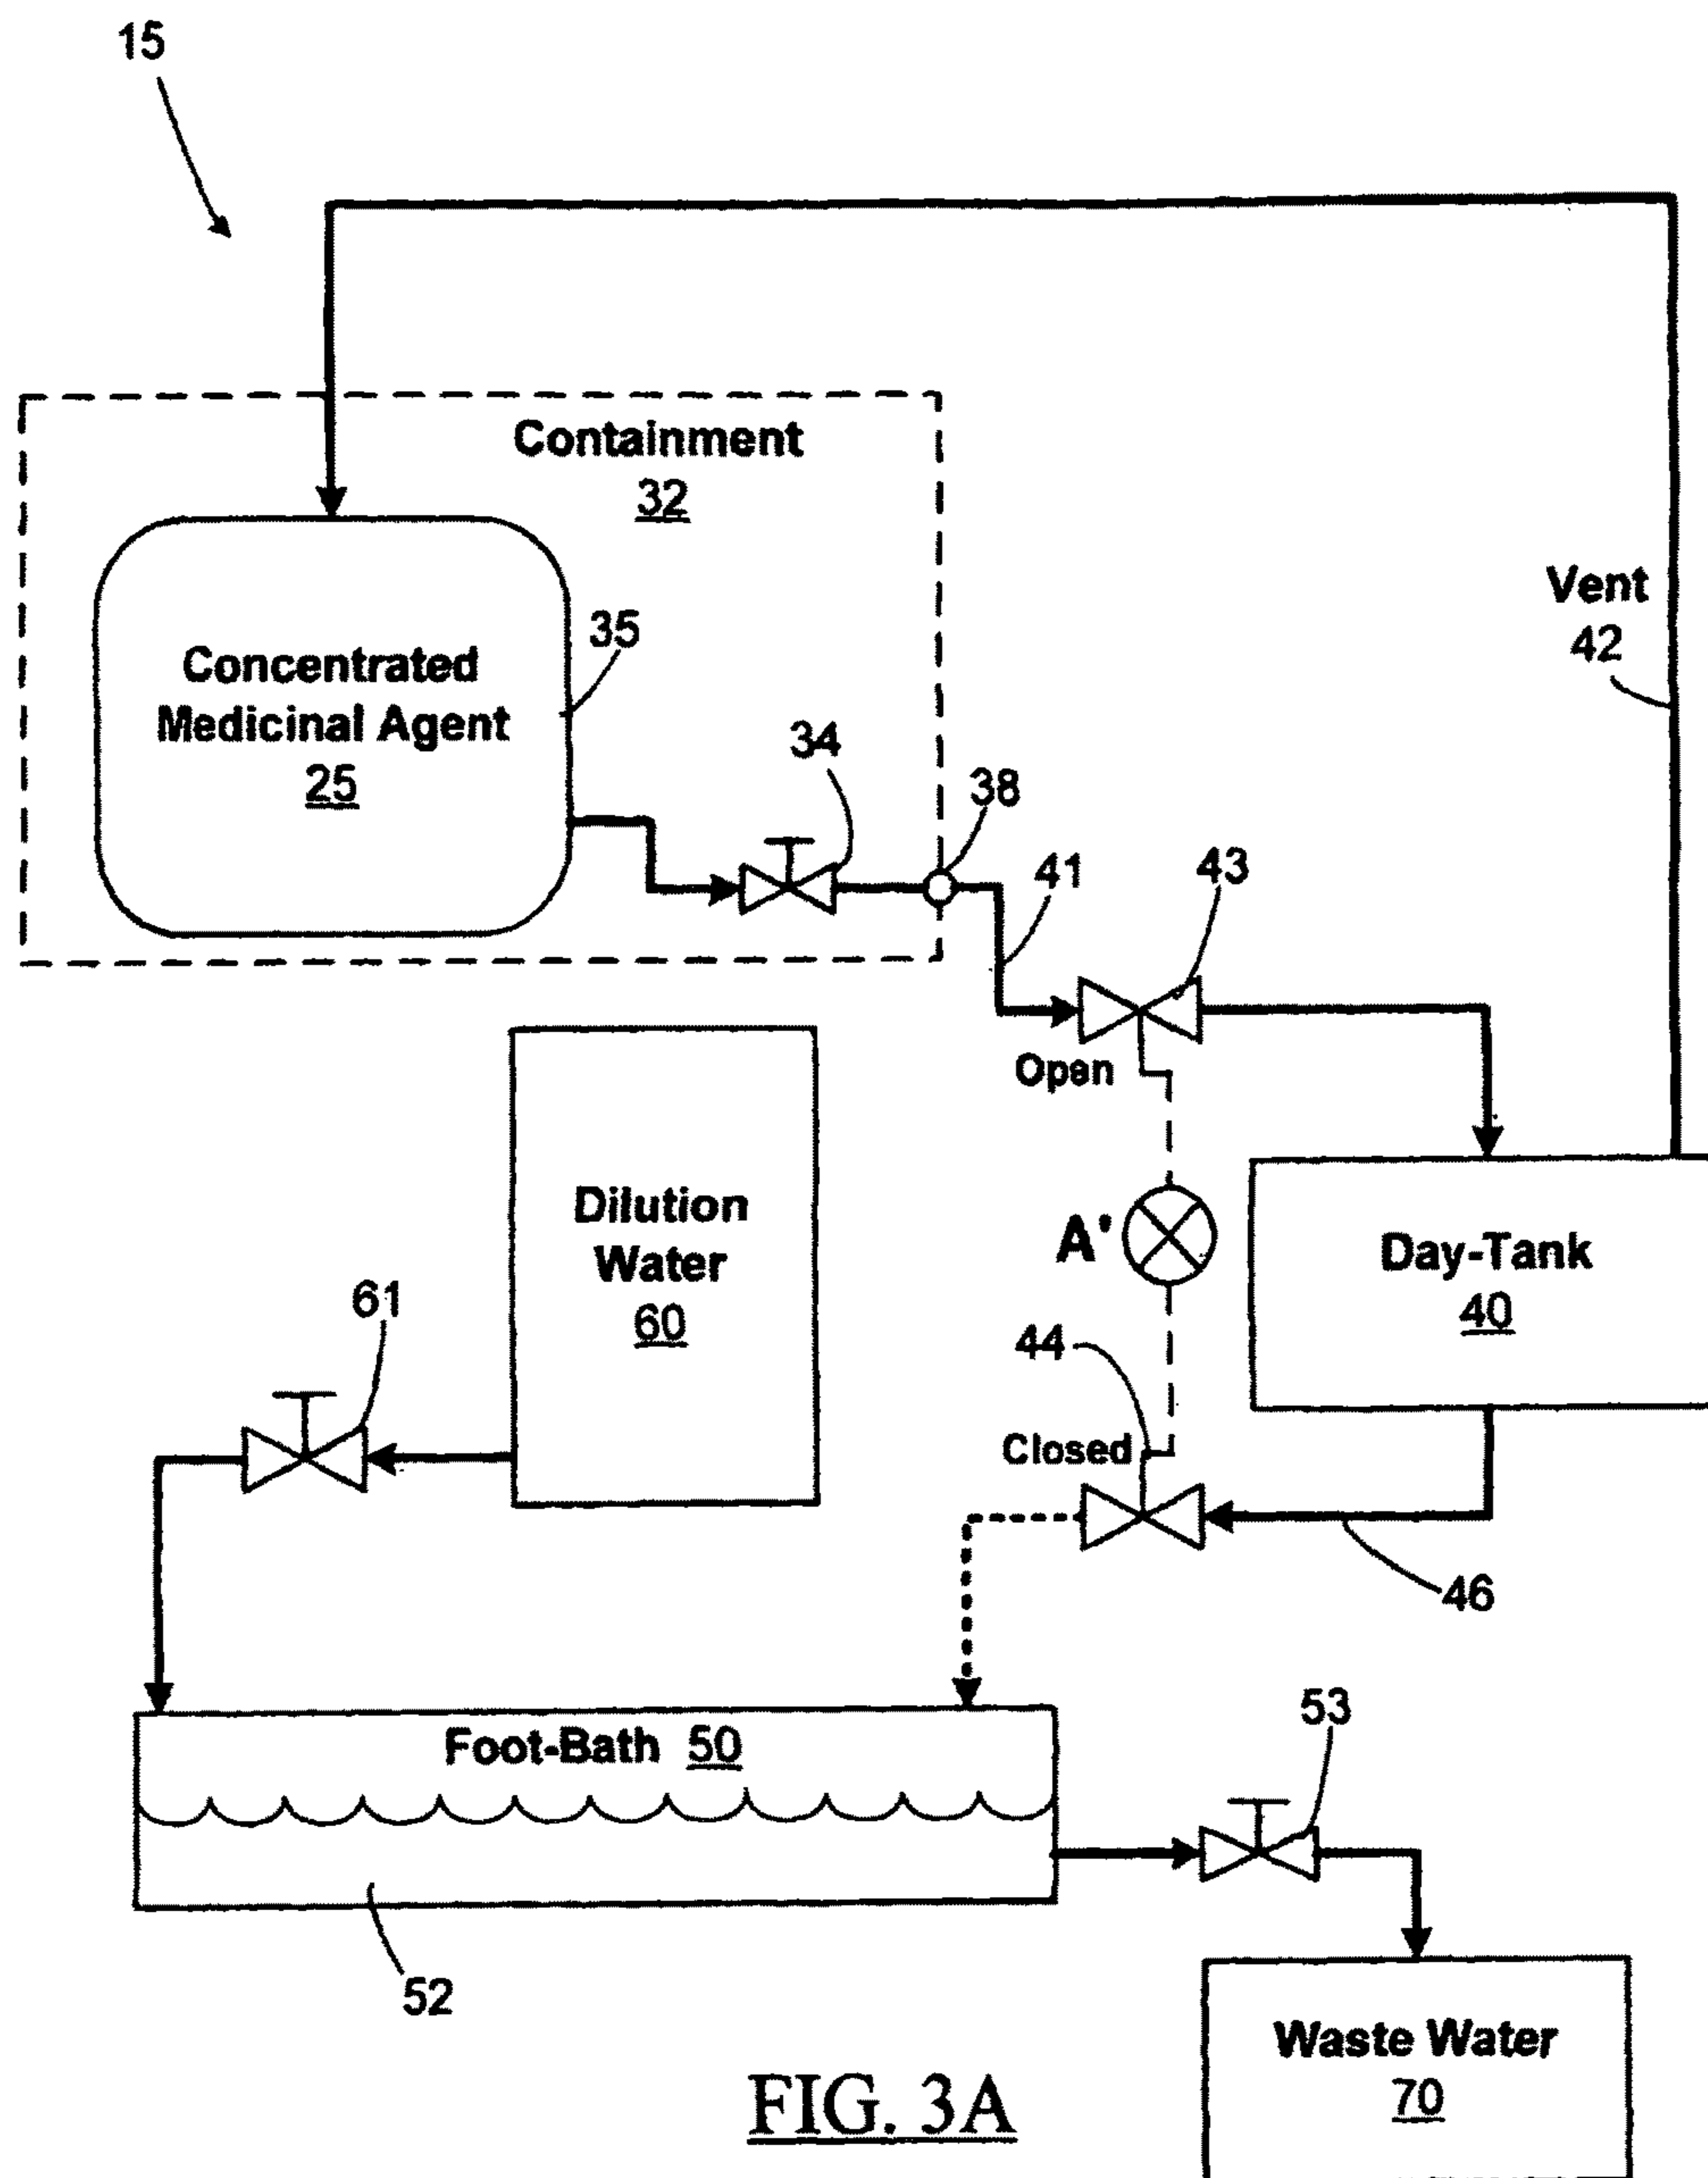 15
Containment
32
Vent
42
35
Concentrated
Medicinal Agent
25
34
38
41
43
Open
Dilution
Water
60
A'
Day-Tank
40
61
44
Closed
46
Foot-Bath 50
53
52
Waste Water
70
FIG. 3A